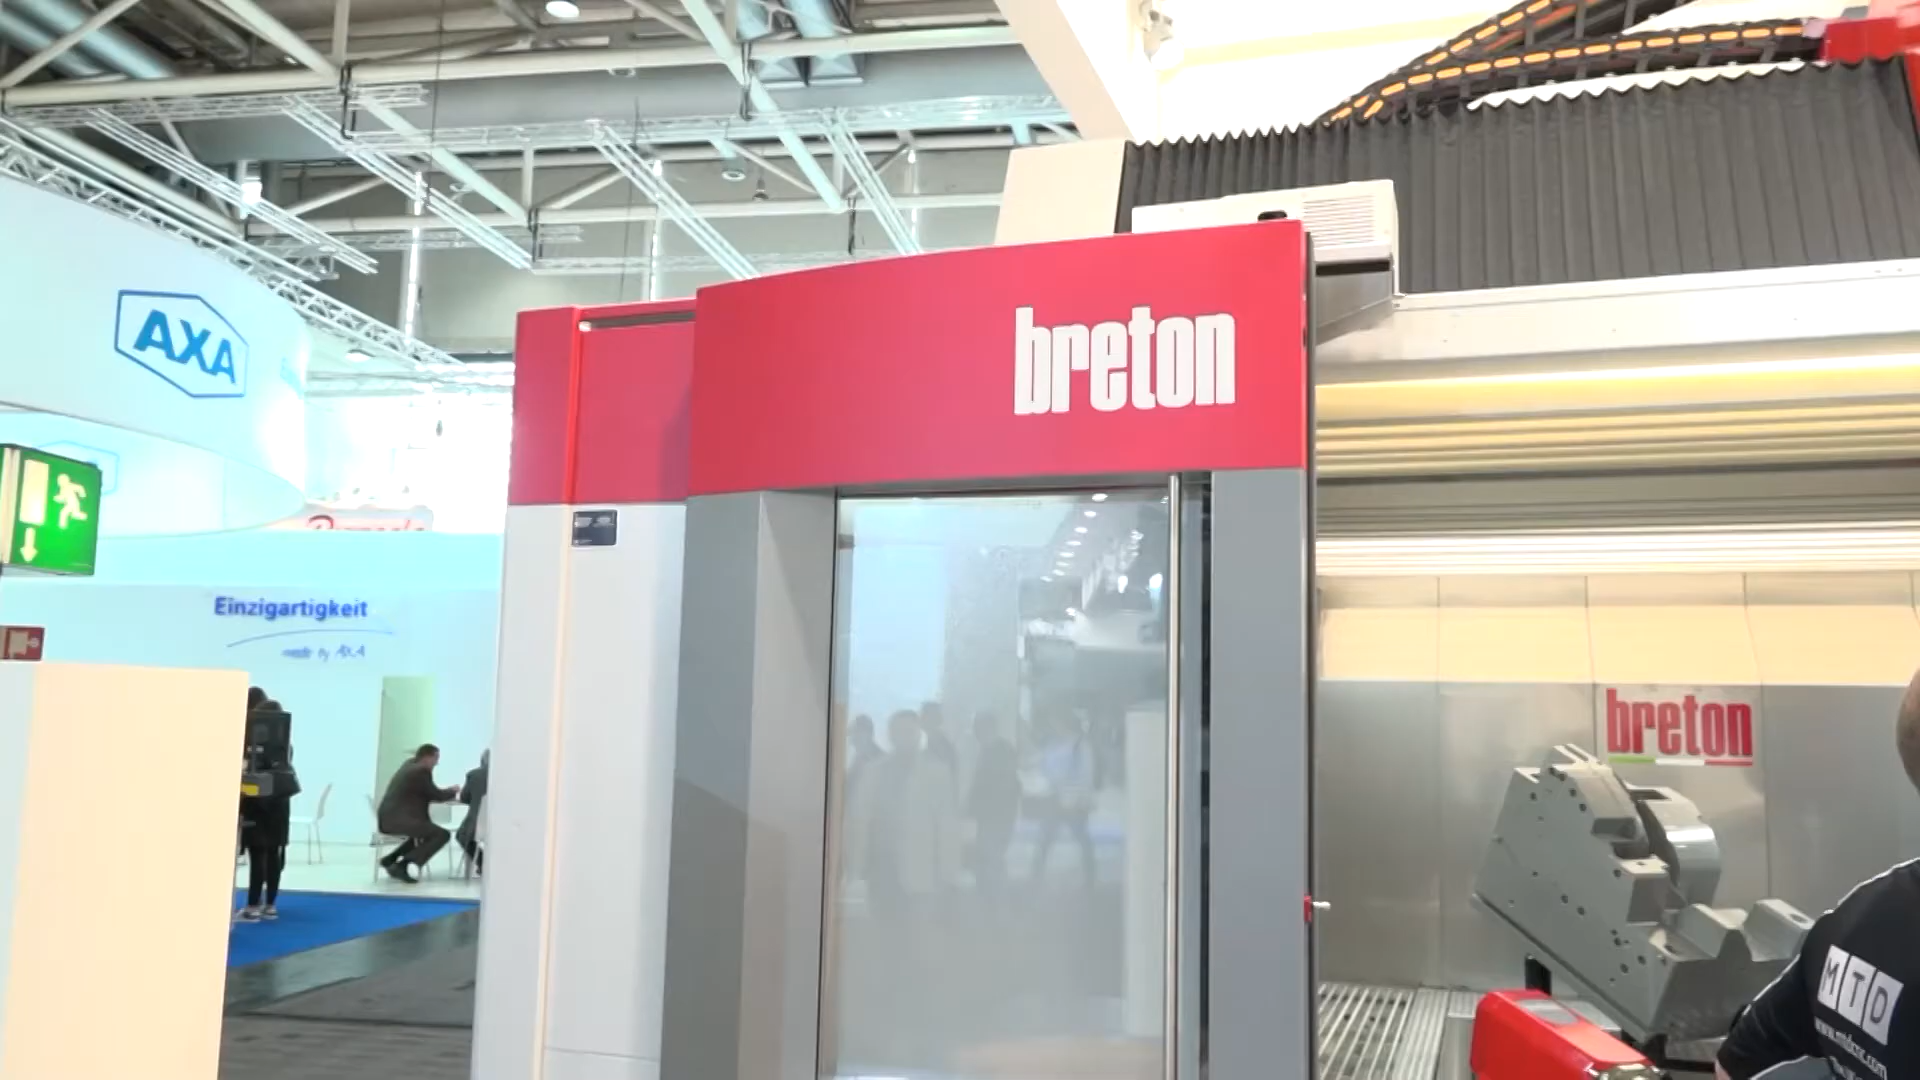 AXA
breton
Einzigartigkeit
made by AXA
breton
MTD